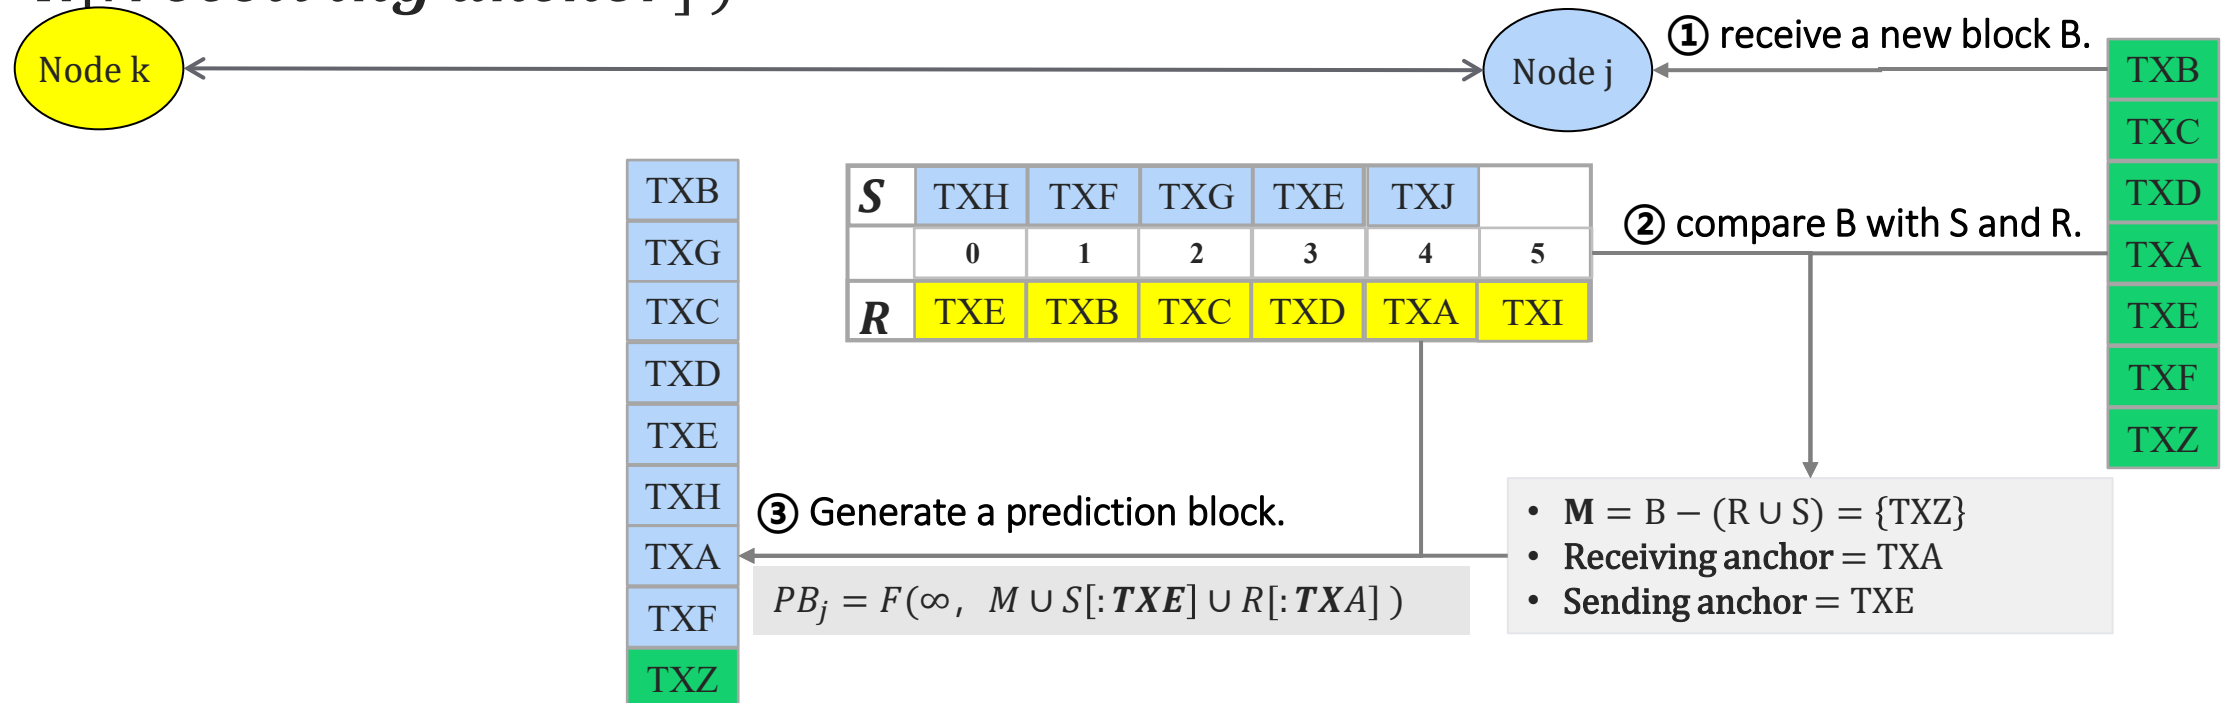 Node k
Node j
① receive a new block B.
TXB
TXC
TXD
TXA
TXE
TXF
TXZ
TXB
TXG
TXC
TXD
TXE
TXH
TXA
TXF
TXZ
S TXH TXF TXG TXE TXJ
0 1 2 3 4 5
R TXE TXB TXC TXD TXA TXI
② compare B with S and R.
③ Generate a prediction block.
PB_j = F(∞, M ∪ S[:TXE] ∪ R[:TXA] )
• M = B − (R ∪ S) = {TXZ}
• Receiving anchor = TXA
• Sending anchor = TXE